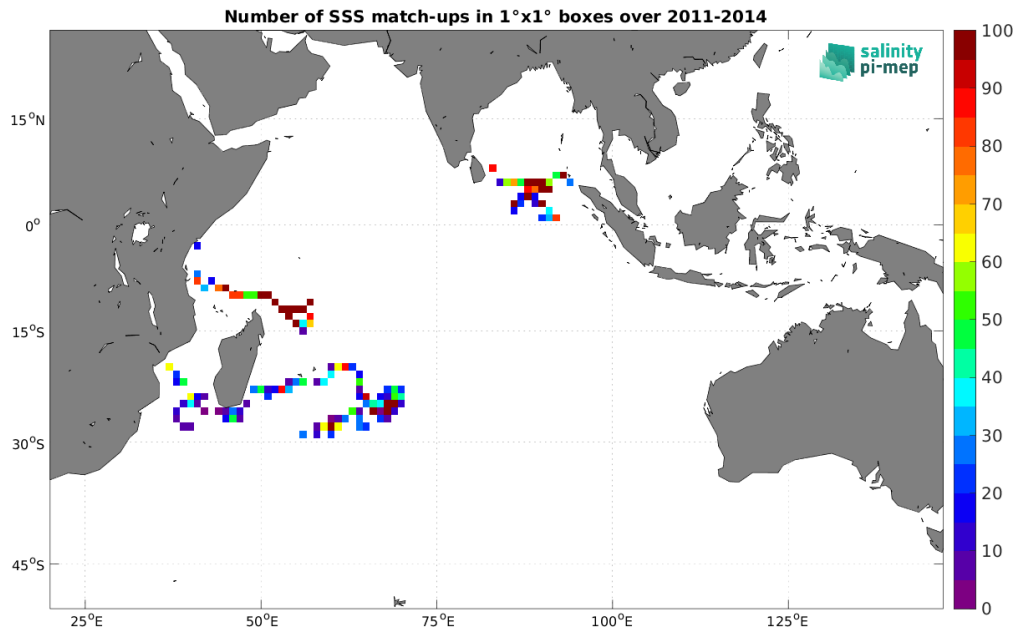 Number of SSS match-ups in 1°x1° boxes over 2011-2014
salinity
pi-mep
15°N
0°
15°S
30°S
45°S
25°E
50°E
75°E
100°E
125°E
100
90
80
70
60
50
40
30
20
10
0